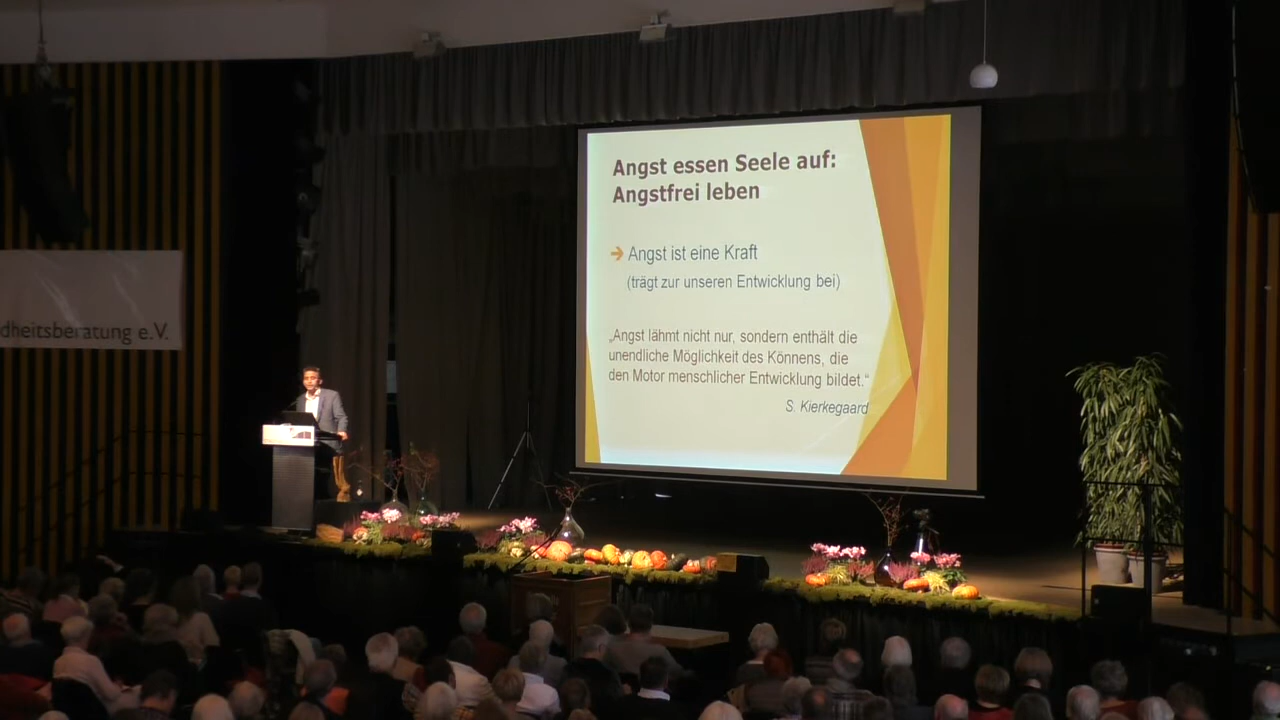 Angst essen Seele auf:
Angstfrei leben
➔ Angst ist eine Kraft
(trägt zur unseren Entwicklung bei)
„Angst lähmt nicht nur, sondern enthält die
unendliche Möglichkeit des Könnens, die
den Motor menschlicher Entwicklung bildet.“
S. Kierkegaard
dheitsberatung e.V.